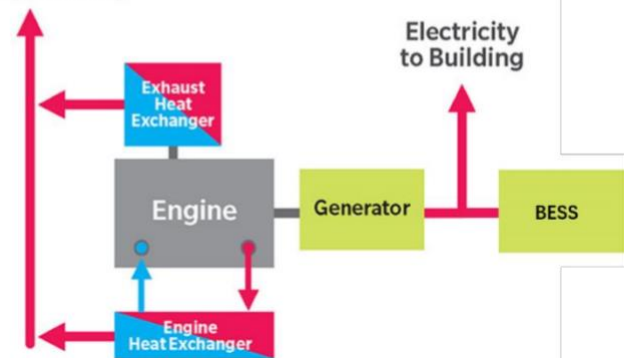 Electricity
to Building
Exhaust
Heat
Exchanger
Engine
Generator
BESS
Engine
Heat Exchanger